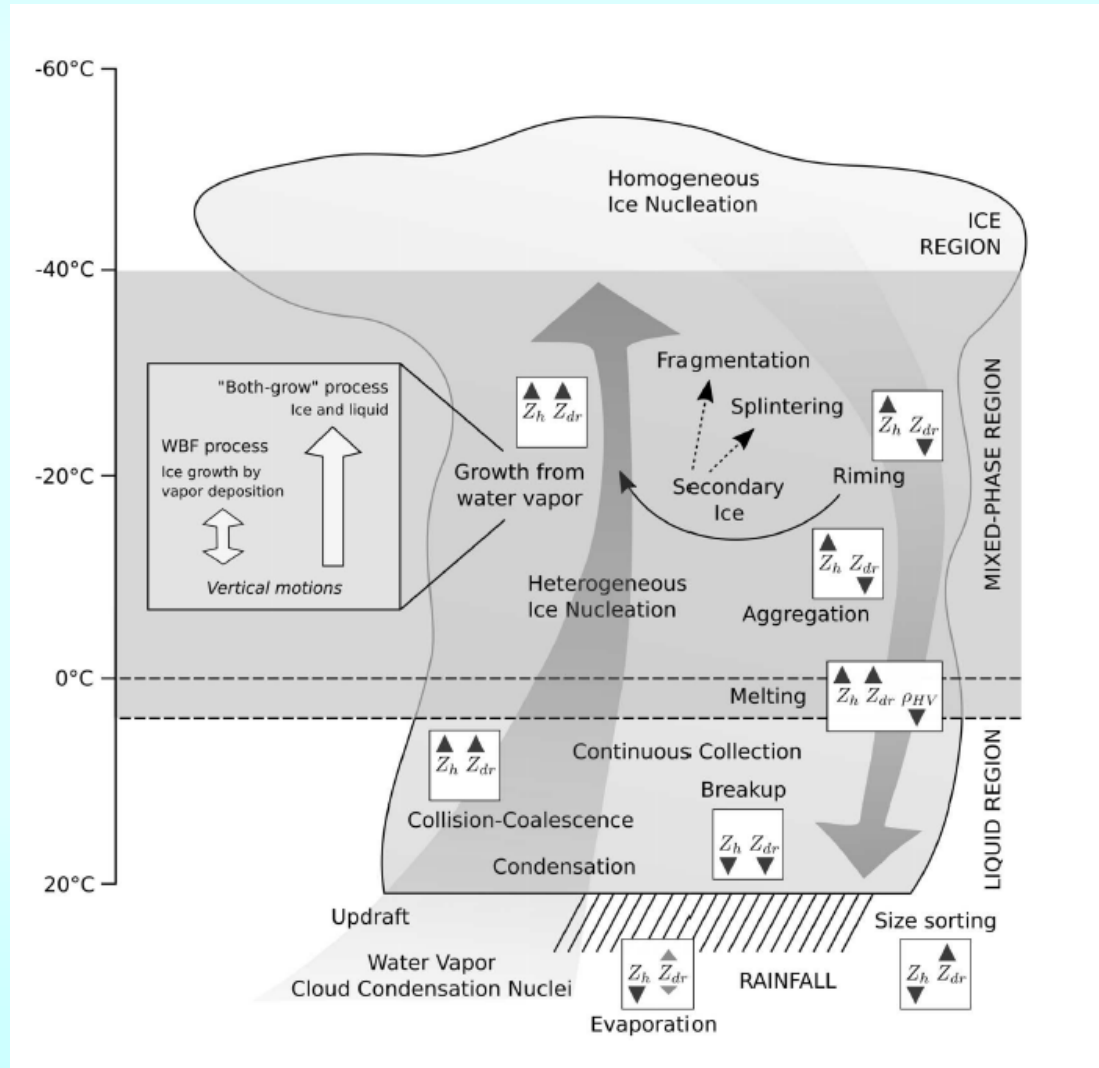 -60°C
Homogeneous
Ice Nucleation
ICE
REGION
-40°C
"Both-grow" process
Ice and liquid
WBF process
Ice growth by
vapor deposition
Vertical motions
Z_h Z_dr
Growth from
water vapor
Fragmentation
Splintering
Secondary
Ice
Z_h Z_dr
Riming
-20°C
MIXED-PHASE REGION
Heterogeneous
Ice Nucleation
Z_h Z_dr
Aggregation
0°C
Melting
Z_h Z_dr ρ_HV
Z_h Z_dr
Collision-Coalescence
Continuous Collection
Breakup
Z_h Z_dr
Condensation
LIQUID REGION
20°C
Updraft
Water Vapor
Cloud Condensation Nuclei
Z_h Z_dr
Evaporation
RAINFALL
Size sorting
Z_h Z_dr